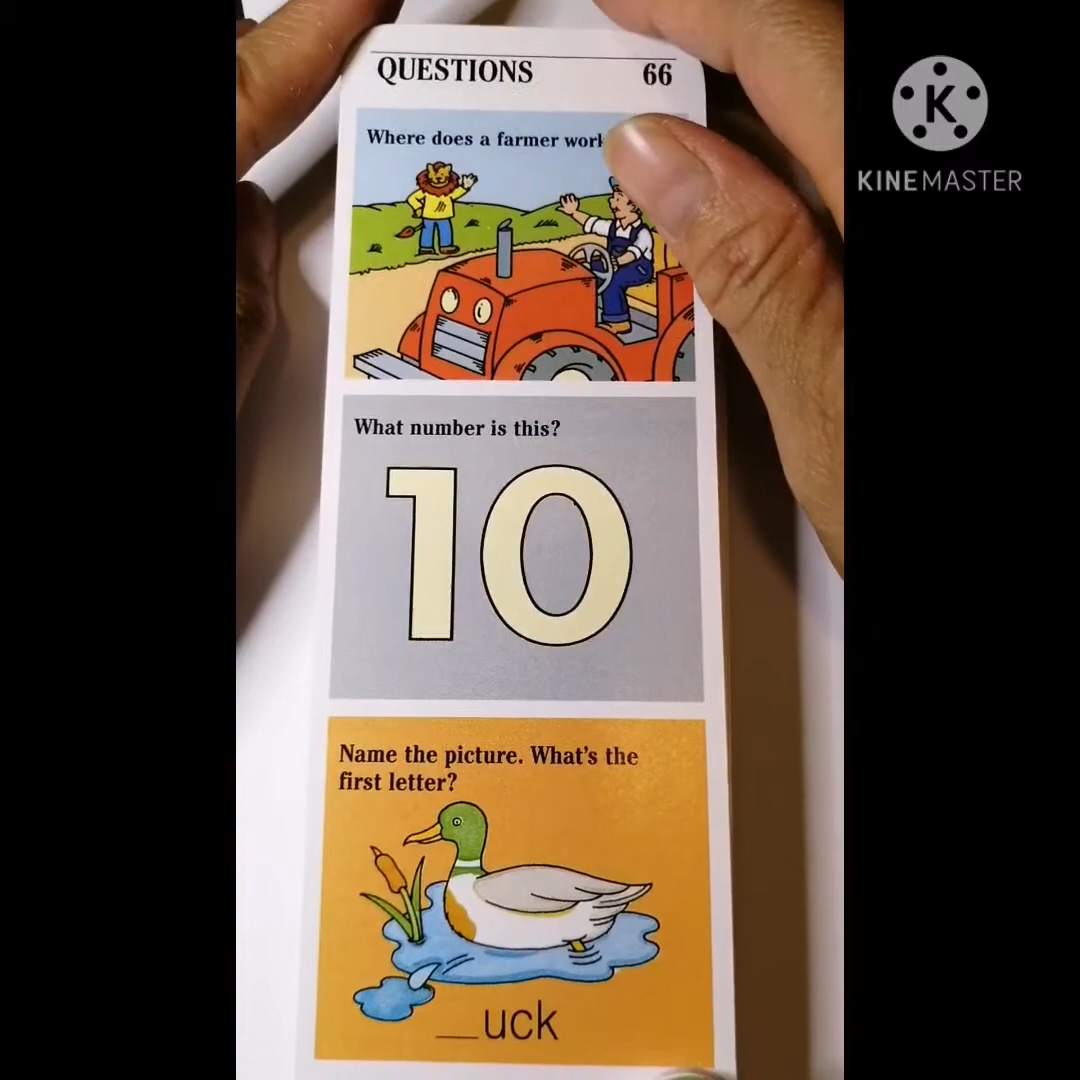 QUESTIONS 66
Where does a farmer work
What number is this?
10
Name the picture. What's the
first letter?
__uck
K
KINEMASTER